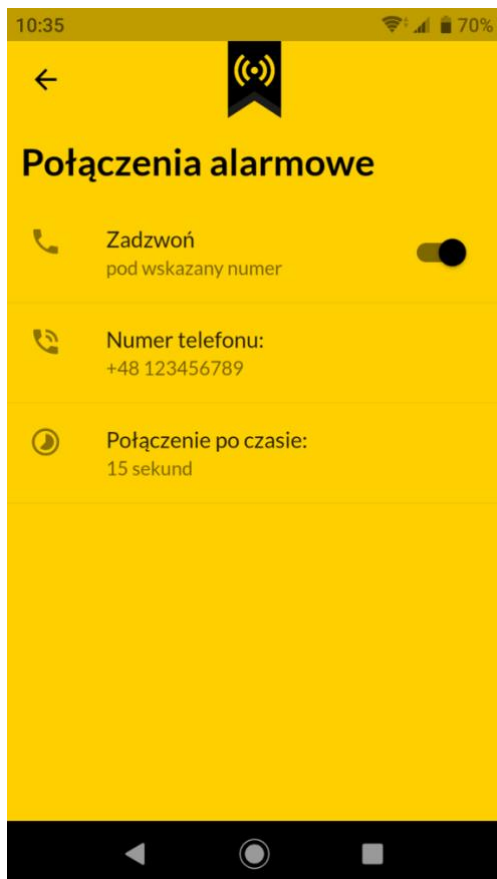 10:35
70%
Połączenia alarmowe
Zadzwoń
pod wskazany numer
Numer telefonu:
+48 123456789
Połączenie po czasie:
15 sekund